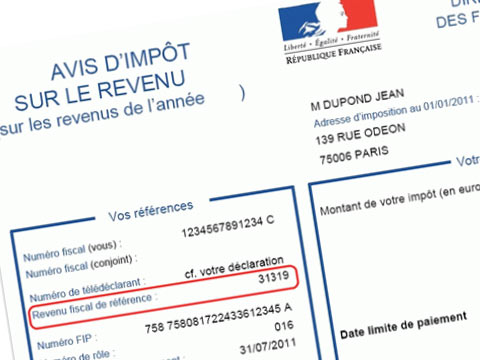 AVIS D'IMPÔT
SUR LE REVENU
sur les revenus de l'année )
Liberté • Égalité • Fraternité
RÉPUBLIQUE FRANÇAISE
DES F
M DUPOND JEAN
Adresse d'imposition au 01/01/2011 :
139 RUE ODEON
75006 PARIS
Vos références
Numéro fiscal (vous) : 1234567891234 C
Numéro fiscal (conjoint) :
Numéro de télédéclarant : cf. votre déclaration
Revenu fiscal de référence : 31319
Numéro FIP : 758 758081722433612345 A
Numéro de rôle : 016
31/07/2011
Votr
Montant de votre impôt (en euro
Date limite de paiement